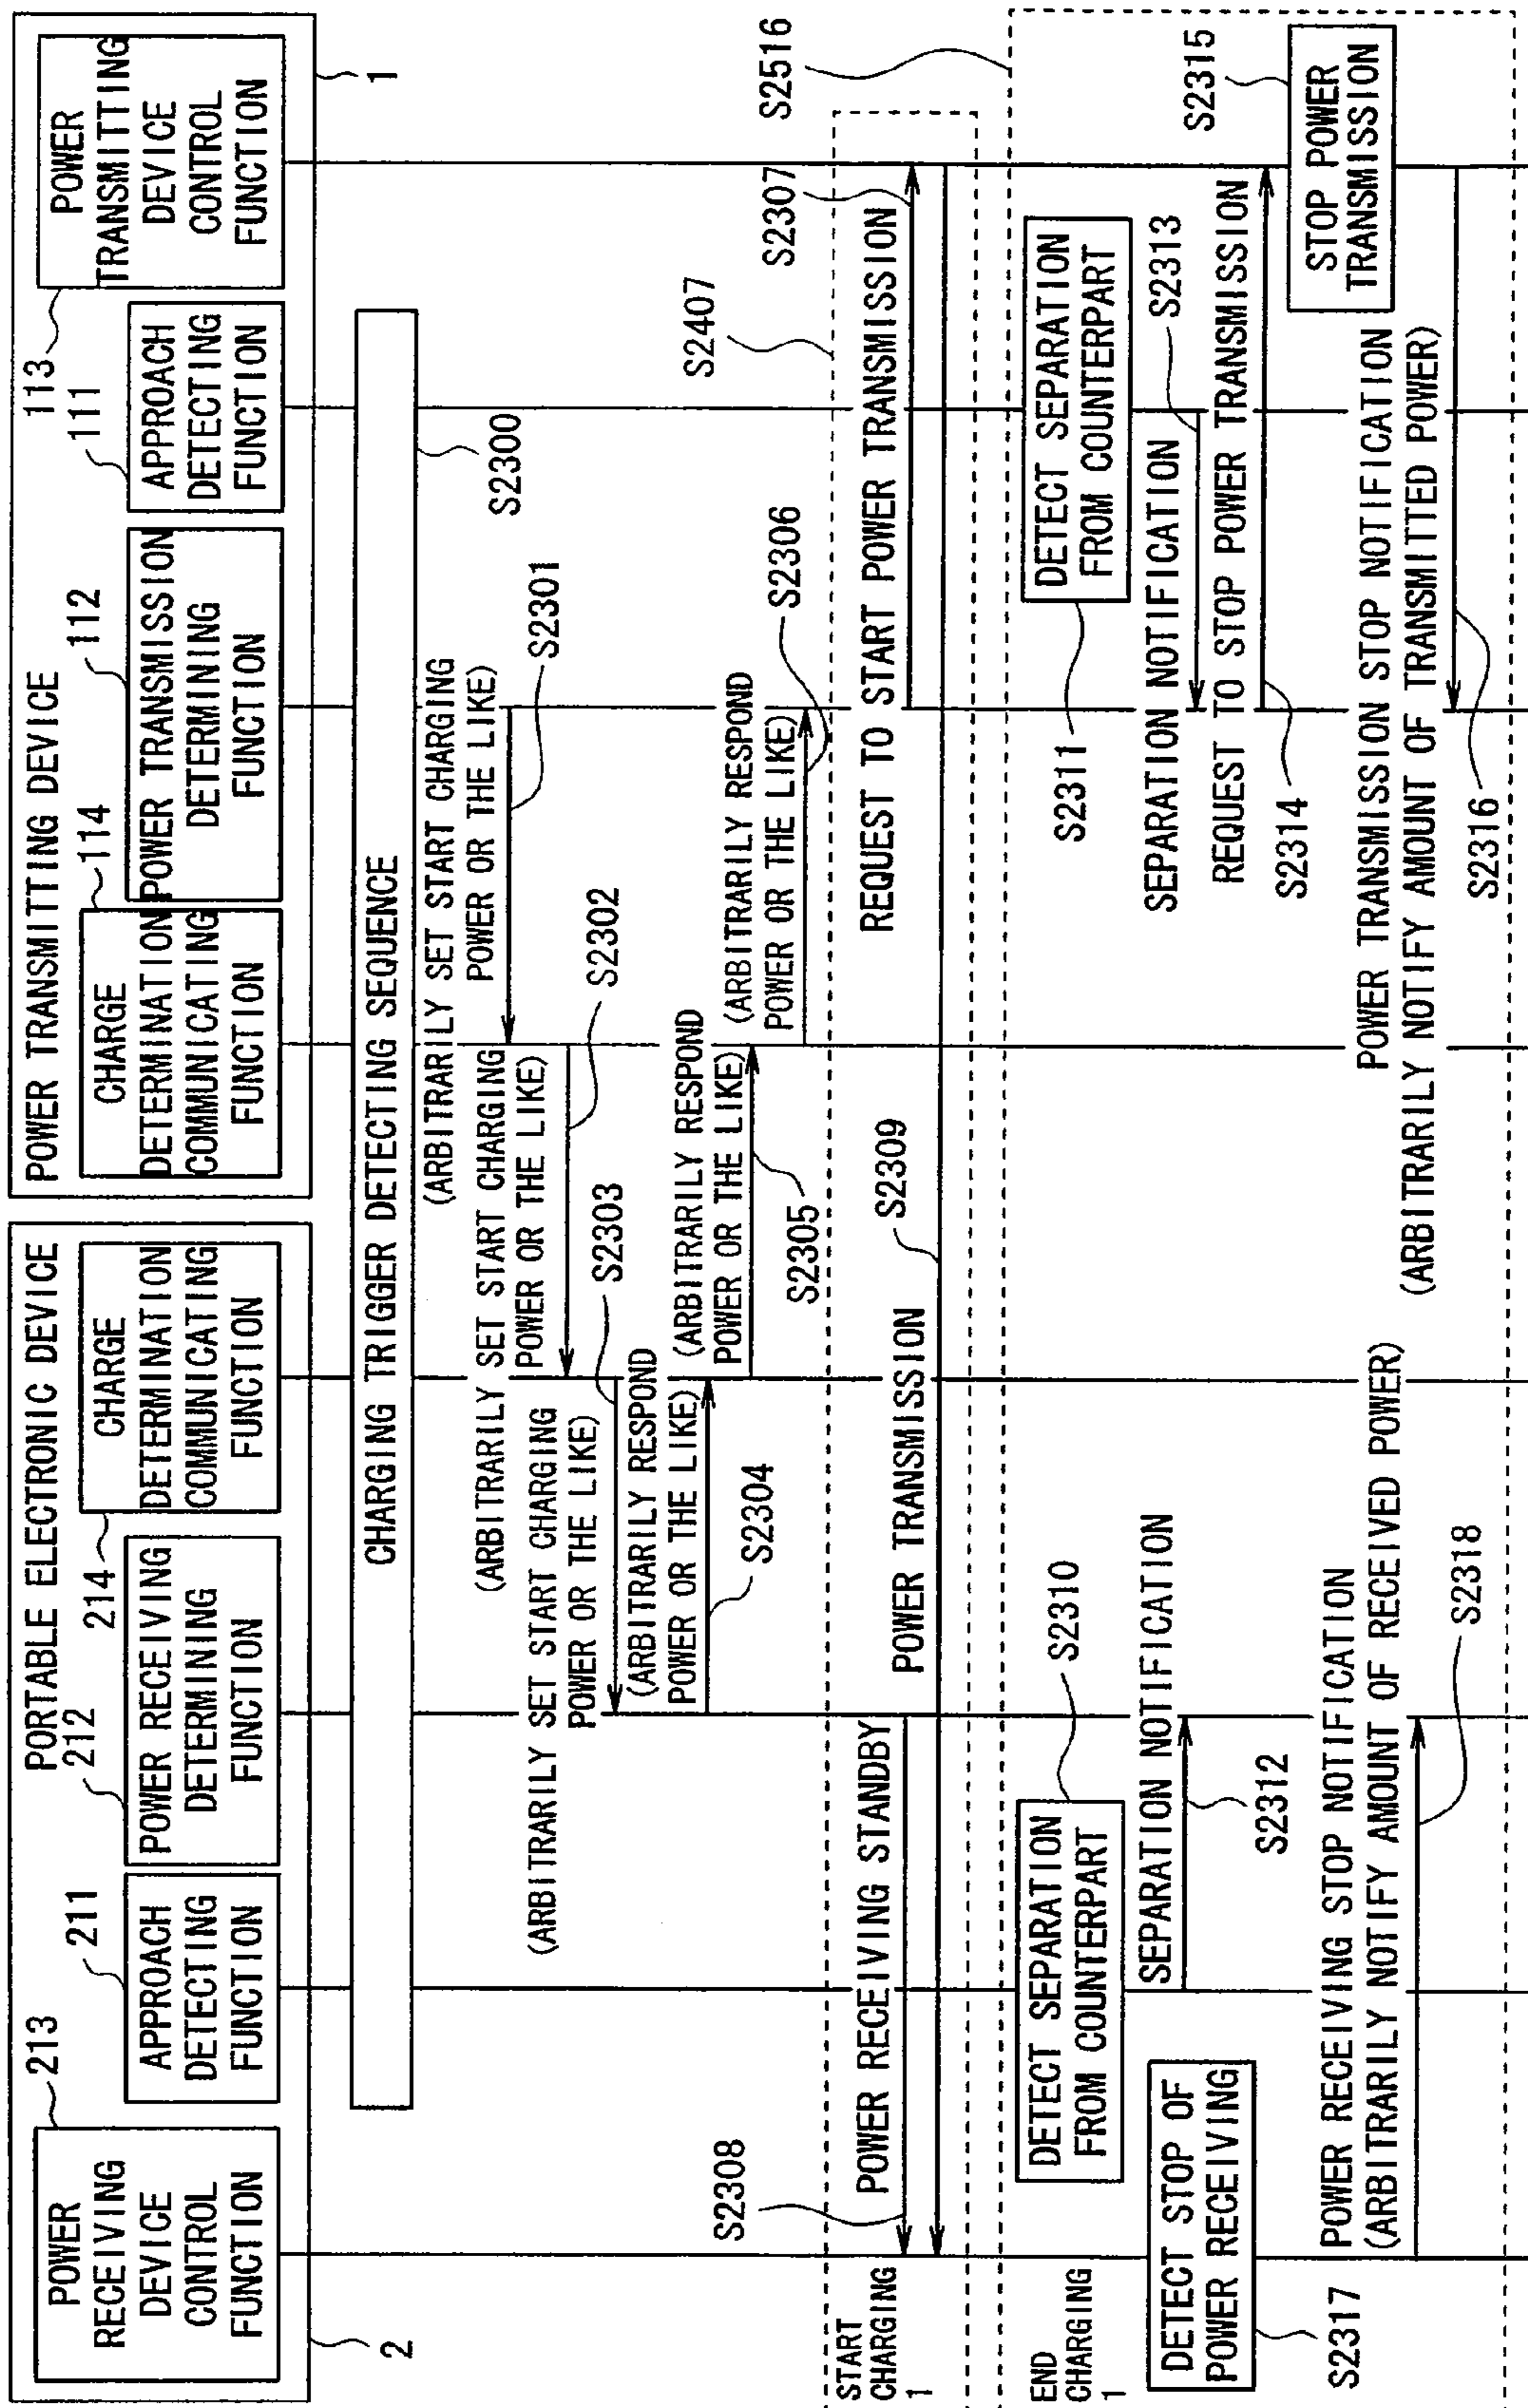 PORTABLE ELECTRONIC DEVICE
POWER
RECEIVING
DEVICE
CONTROL
FUNCTION
213
APPROACH
DETECTING
FUNCTION
211
POWER RECEIVING
DETERMINING
FUNCTION
212
CHARGE
DETERMINATION
COMMUNICATING
FUNCTION
214
2
POWER TRANSMITTING DEVICE
CHARGE
DETERMINATION
COMMUNICATING
FUNCTION
114
POWER TRANSMISSION
DETERMINING
FUNCTION
112
APPROACH
DETECTING
FUNCTION
111
POWER
TRANSMITTING
DEVICE
CONTROL
FUNCTION
113
1
CHARGING TRIGGER DETECTING SEQUENCE
S2300
(ARBITRARILY SET START CHARGING
POWER OR THE LIKE)
S2301
(ARBITRARILY SET START CHARGING
POWER OR THE LIKE)
S2302
(ARBITRARILY SET START CHARGING
POWER OR THE LIKE)
S2303
(ARBITRARILY RESPOND
POWER OR THE LIKE)
S2304
(ARBITRARILY RESPOND
POWER OR THE LIKE)
S2305
(ARBITRARILY RESPOND
POWER OR THE LIKE)
S2306
START
CHARGING
1
S2407
REQUEST TO START POWER TRANSMISSION
S2307
POWER RECEIVING STANDBY
S2308
POWER TRANSMISSION
S2309
END
CHARGING
1
S2516
DETECT SEPARATION
FROM COUNTERPART
S2310
DETECT SEPARATION
FROM COUNTERPART
S2311
SEPARATION NOTIFICATION
S2312
SEPARATION NOTIFICATION
S2313
REQUEST TO STOP POWER TRANSMISSION
S2314
STOP POWER
TRANSMISSION
S2315
POWER TRANSMISSION STOP NOTIFICATION
(ARBITRARILY NOTIFY AMOUNT OF TRANSMITTED POWER)
S2316
DETECT STOP OF
POWER RECEIVING
S2317
POWER RECEIVING STOP NOTIFICATION
(ARBITRARILY NOTIFY AMOUNT OF RECEIVED POWER)
S2318